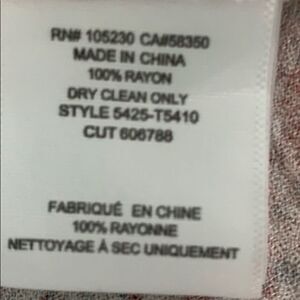 RN# 105230 CA#58350
MADE IN CHINA
100% RAYON
DRY CLEAN ONLY
STYLE 5425-T5410
CUT 606788
FABRIQUÉ EN CHINE
100% RAYONNE
NETTOYAGE À SEC UNIQUEMENT